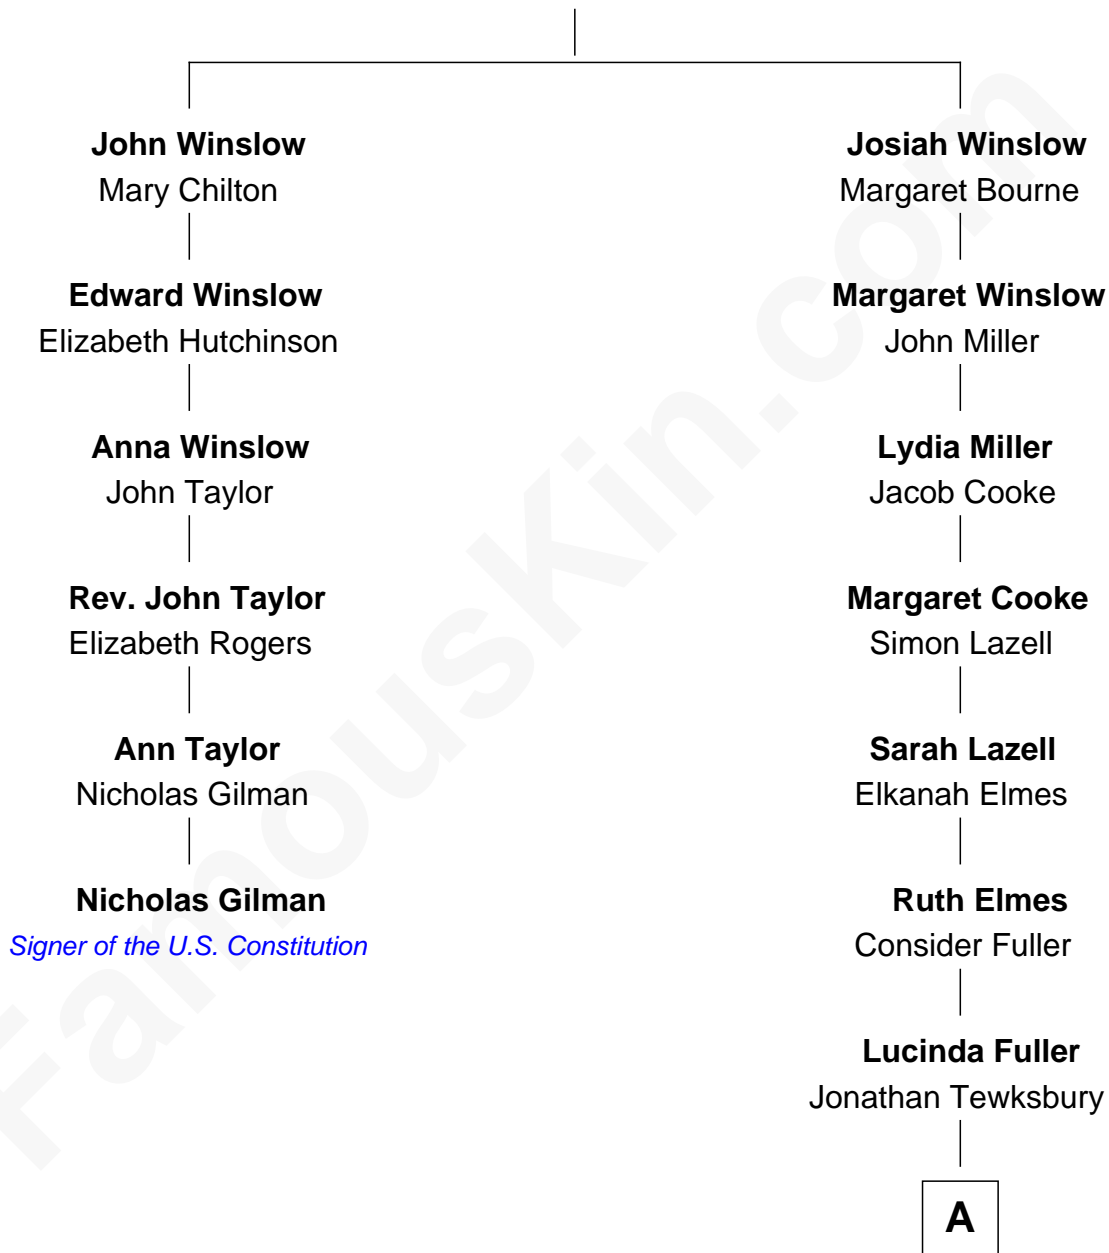 John Winslow
Mary Chilton
Edward Winslow
Elizabeth Hutchinson
Anna Winslow
John Taylor
Rev. John Taylor
Elizabeth Rogers
Ann Taylor
Nicholas Gilman
Nicholas Gilman
Signer of the U.S. Constitution
Josiah Winslow
Margaret Bourne
Margaret Winslow
John Miller
Lydia Miller
Jacob Cooke
Margaret Cooke
Simon Lazell
Sarah Lazell
Elkanah Elmes
Ruth Elmes
Consider Fuller
Lucinda Fuller
Jonathan Tewksbury
A
FamousKin.com